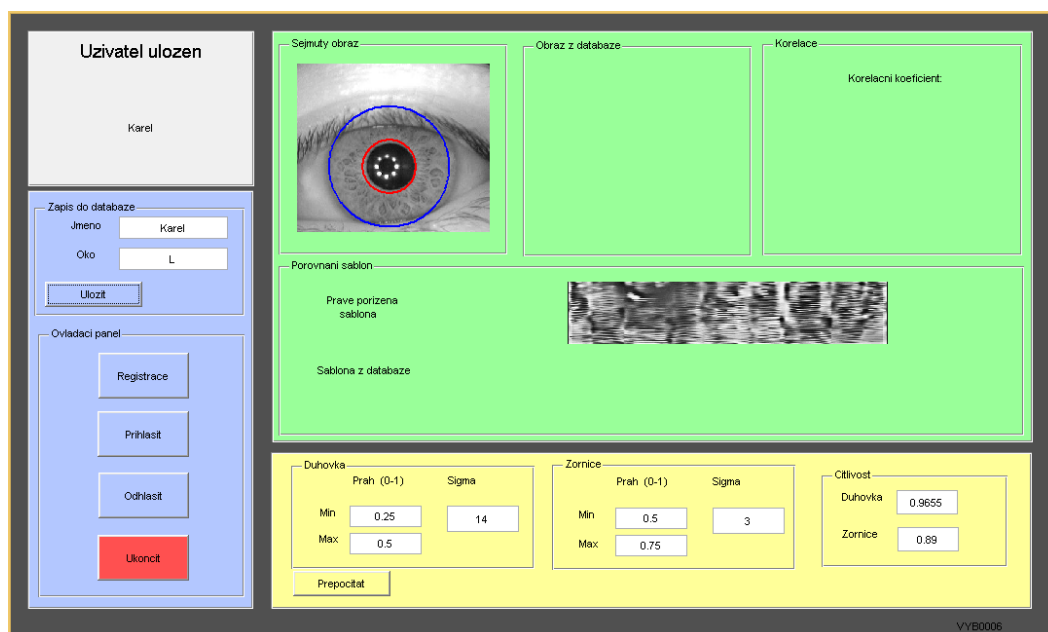 Uzivatel ulozen
Karel
Zapis do databaze
Jmeno
Karel
Oko
L
Ulozit
Ovladaci panel
Registrace
Prihlasit
Odhlasit
Ukoncit
Sejmuty obraz
Obraz z databaze
Korelace
Korelacni koeficient:
Porovnani sablon
Prave porizena
sablona
Sablona z databaze
Duhovka
Prah (0-1)
Sigma
Min
0.25
14
Max
0.5
Prepocitat
Zornice
Prah (0-1)
Sigma
Min
0.5
3
Max
0.75
Citlivost
Duhovka
0.9655
Zornice
0.89
VYB0006